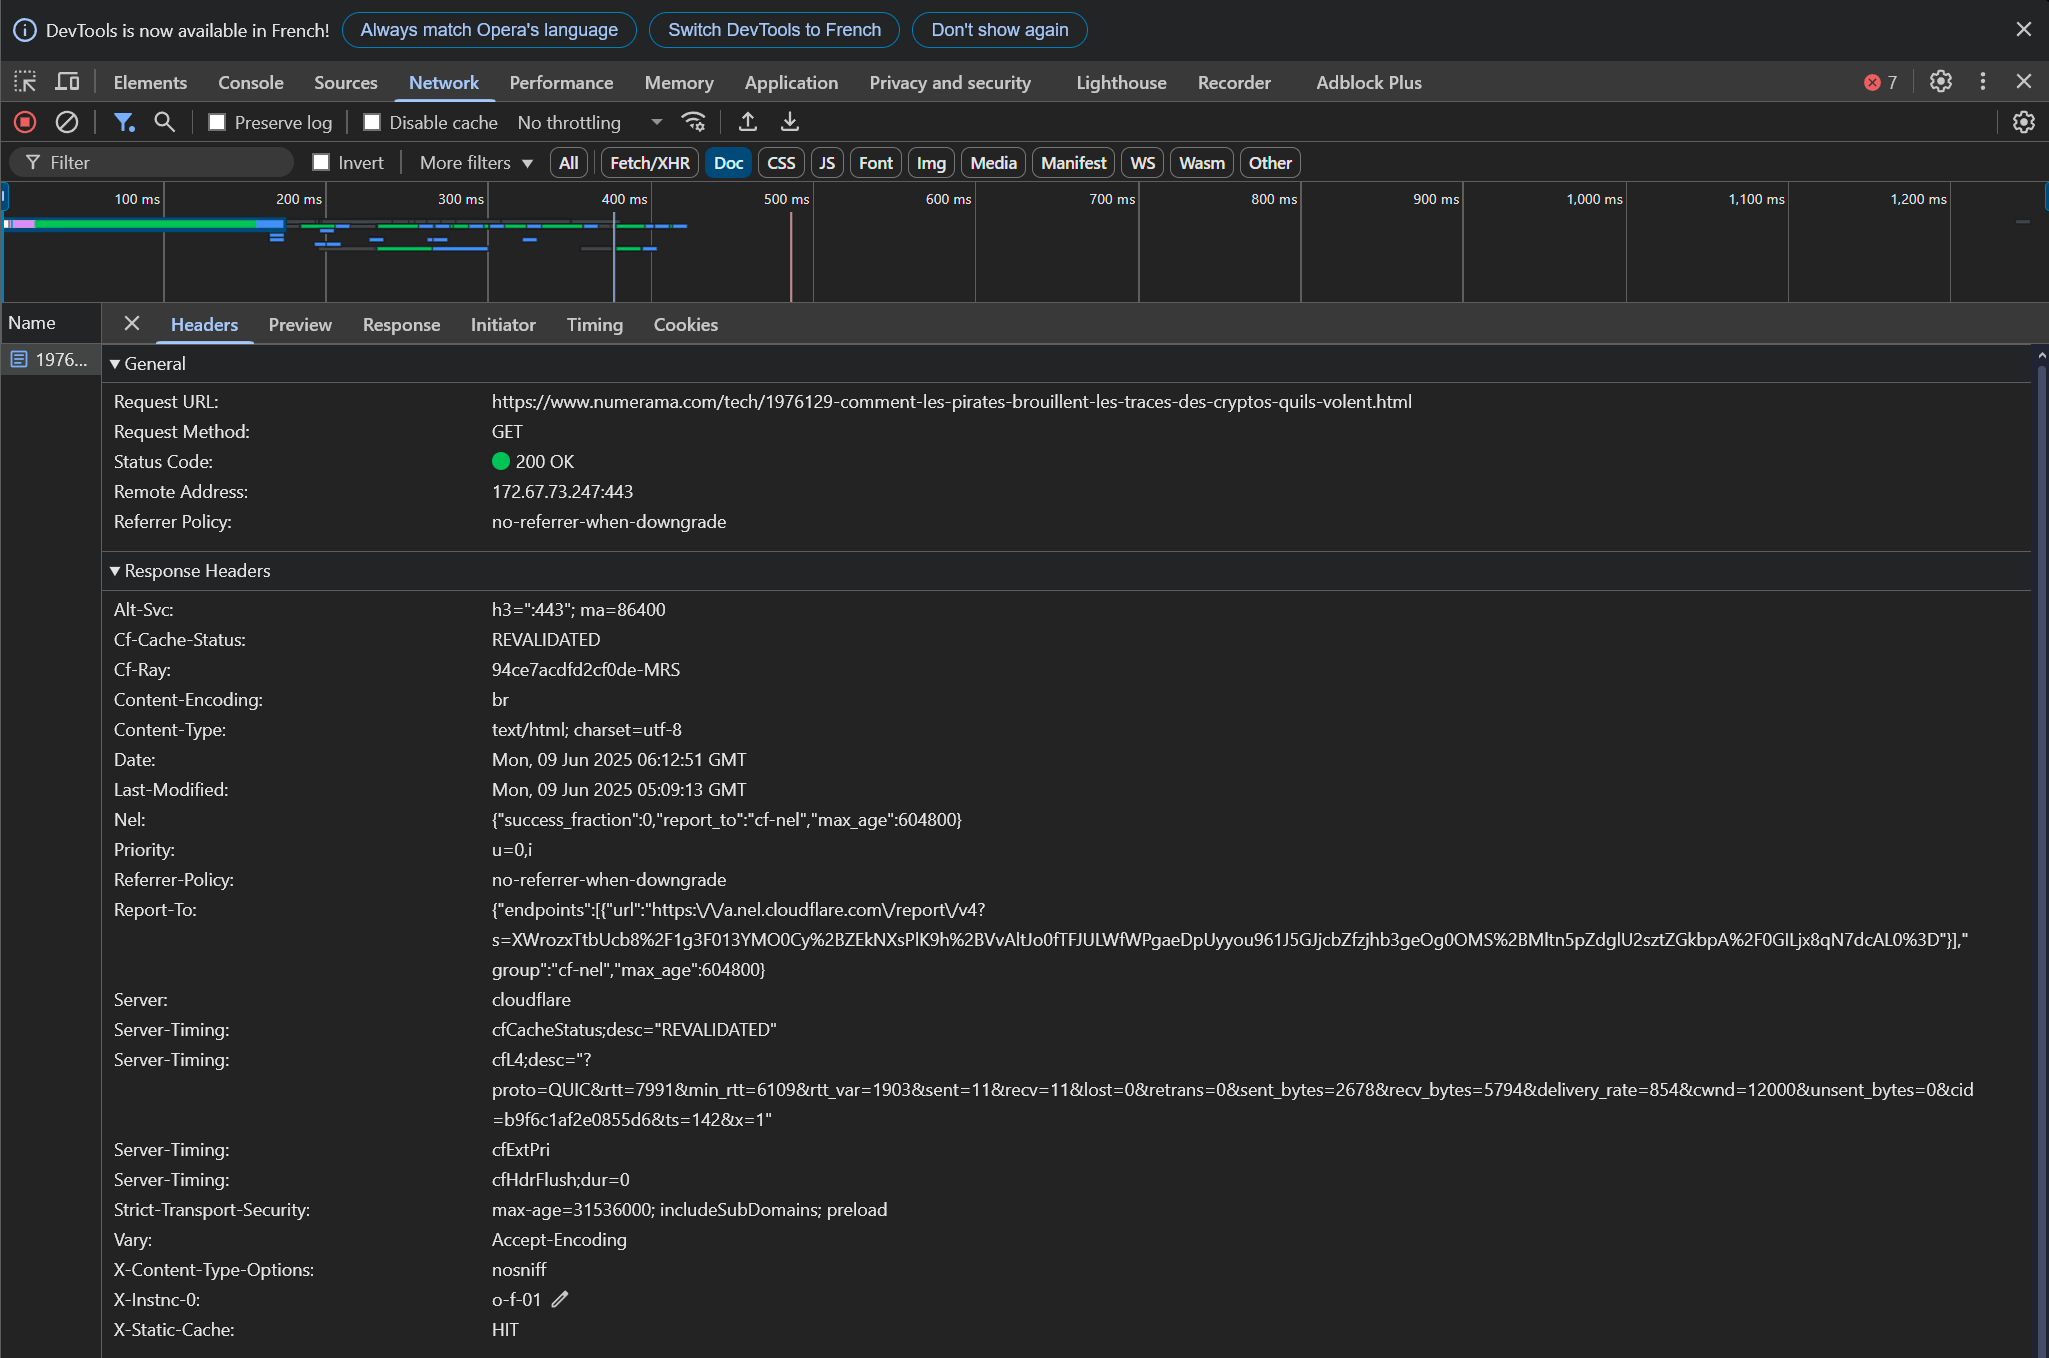 DevTools is now available in French! Always match Opera's language Switch DevTools to French Don't show again
Elements Console Sources Network Performance Memory Application Privacy and security Lighthouse Recorder Adblock Plus 7
Preserve log Disable cache No throttling
Filter Invert More filters All Fetch/XHR Doc CSS JS Font Img Media Manifest WS Wasm Other
100 ms 200 ms 300 ms 400 ms 500 ms 600 ms 700 ms 800 ms 900 ms 1,000 ms 1,100 ms 1,200 ms
Name Headers Preview Response Initiator Timing Cookies
1976... General
Request URL: https://www.numerama.com/tech/1976129-comment-les-pirates-brouillent-les-traces-des-cryptos-quils-volent.html
Request Method: GET
Status Code: 200 OK
Remote Address: 172.67.73.247:443
Referrer Policy: no-referrer-when-downgrade
Response Headers
Alt-Svc: h3=":443"; ma=86400
Cf-Cache-Status: REVALIDATED
Cf-Ray: 94ce7acdfd2cf0de-MRS
Content-Encoding: br
Content-Type: text/html; charset=utf-8
Date: Mon, 09 Jun 2025 06:12:51 GMT
Last-Modified: Mon, 09 Jun 2025 05:09:13 GMT
Nel: {"success_fraction":0,"report_to":"cf-nel","max_age":604800}
Priority: u=0,i
Referrer-Policy: no-referrer-when-downgrade
Report-To: {"endpoints":[{"url":"https:\/\/a.nel.cloudflare.com\/report\/v4?
s=XWrozxTtbUcb8%2F1g3F013YMO0Cy%2BZEkNXsPlK9h%2BVvAltJo0fTFJULWfWPgaeDpUyyou961J5GJjcbZfzjhb3geOg0OMS%2BMltn5pZdglU2sztZGkbpA%2F0GILjx8qN7dcAL0%3D"}],"
group":"cf-nel","max_age":604800}
Server: cloudflare
Server-Timing: cfCacheStatus;desc="REVALIDATED"
Server-Timing: cfL4;desc="?
proto=QUIC&rtt=7991&min_rtt=6109&rtt_var=1903&sent=11&recv=11&lost=0&retrans=0&sent_bytes=2678&recv_bytes=5794&delivery_rate=854&cwnd=12000&unsent_bytes=0&cid
=b9f6c1af2e0855d6&ts=142&x=1"
Server-Timing: cfExtPri
Server-Timing: cfHdrFlush;dur=0
Strict-Transport-Security: max-age=31536000; includeSubDomains; preload
Vary: Accept-Encoding
X-Content-Type-Options: nosniff
X-Instnc-0: o-f-01
X-Static-Cache: HIT